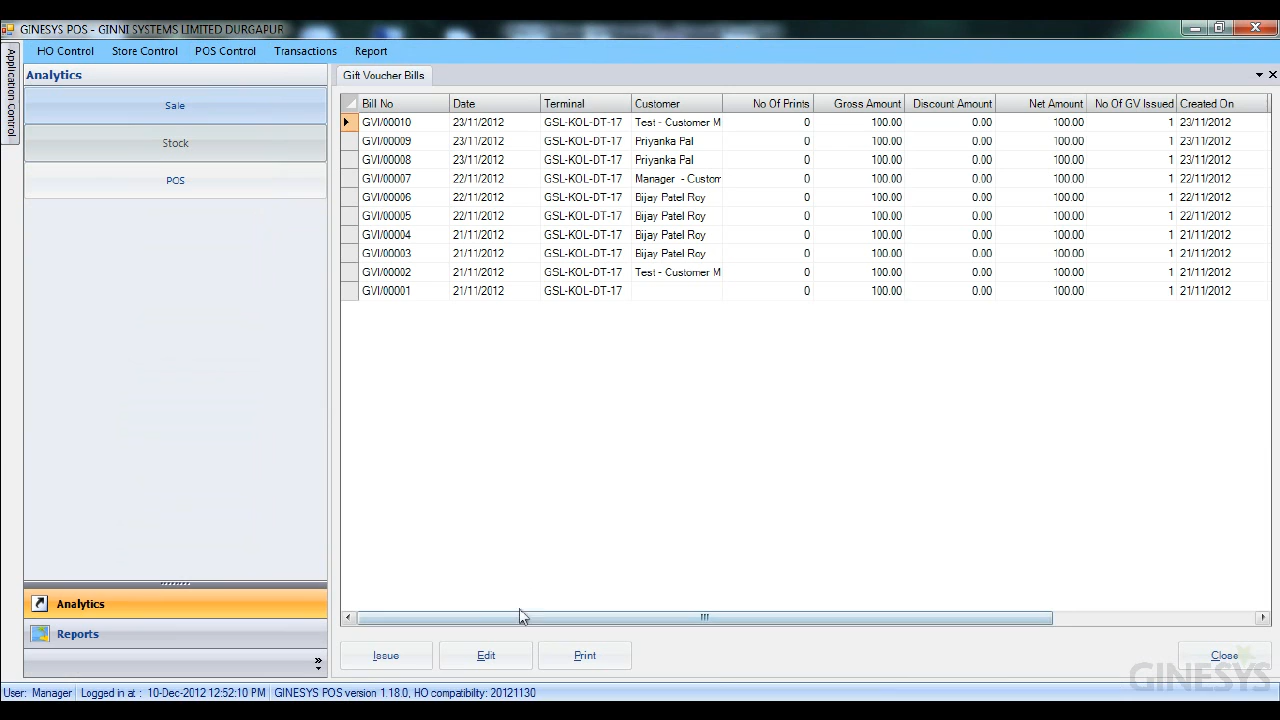 GINESYS POS - GINNI SYSTEMS LIMITED DURGAPUR
HO Control Store Control POS Control Transactions Report
Application Control
Analytics
Sale
Stock
POS
Analytics
Reports
Gift Voucher Bills
Bill No Date Terminal Customer No Of Prints Gross Amount Discount Amount Net Amount No Of GV Issued Created On
GVI/00010 23/11/2012 GSL-KOL-DT-17 Test - Customer M 0 100.00 0.00 100.00 1 23/11/2012
GVI/00009 23/11/2012 GSL-KOL-DT-17 Priyanka Pal 0 100.00 0.00 100.00 1 23/11/2012
GVI/00008 23/11/2012 GSL-KOL-DT-17 Priyanka Pal 0 100.00 0.00 100.00 1 23/11/2012
GVI/00007 22/11/2012 GSL-KOL-DT-17 Manager - Custom 0 100.00 0.00 100.00 1 22/11/2012
GVI/00006 22/11/2012 GSL-KOL-DT-17 Bijay Patel Roy 0 100.00 0.00 100.00 1 22/11/2012
GVI/00005 22/11/2012 GSL-KOL-DT-17 Bijay Patel Roy 0 100.00 0.00 100.00 1 22/11/2012
GVI/00004 21/11/2012 GSL-KOL-DT-17 Bijay Patel Roy 0 100.00 0.00 100.00 1 21/11/2012
GVI/00003 21/11/2012 GSL-KOL-DT-17 Bijay Patel Roy 0 100.00 0.00 100.00 1 21/11/2012
GVI/00002 21/11/2012 GSL-KOL-DT-17 Test - Customer M 0 100.00 0.00 100.00 1 21/11/2012
GVI/00001 21/11/2012 GSL-KOL-DT-17 0 100.00 0.00 100.00 1 21/11/2012
Issue Edit Print Close
GINESYS
User: Manager Logged in at : 10-Dec-2012 12:52:10 PM GINESYS POS version 1.18.0, HO compatibility: 20121130